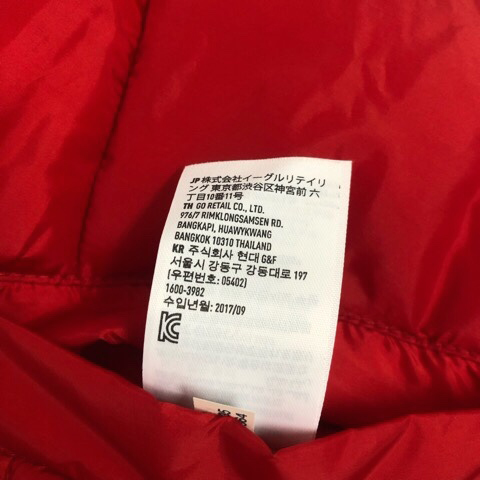 JP 株式会社イーグルリテイリ
ング 東京都渋谷区神宮前 六
丁目10番11号
TH GO RETAIL CO., LTD.
976/7 RIMKLONGSAMSEN RD.
BANGKAPI, HUAWYKWANG
BANGKOK 10310 THAILAND
KR 주식회사 현대 G&F
서울시 강동구 강동대로 197
(우편번호: 05402)
1600-3982
수입년월: 2017/09